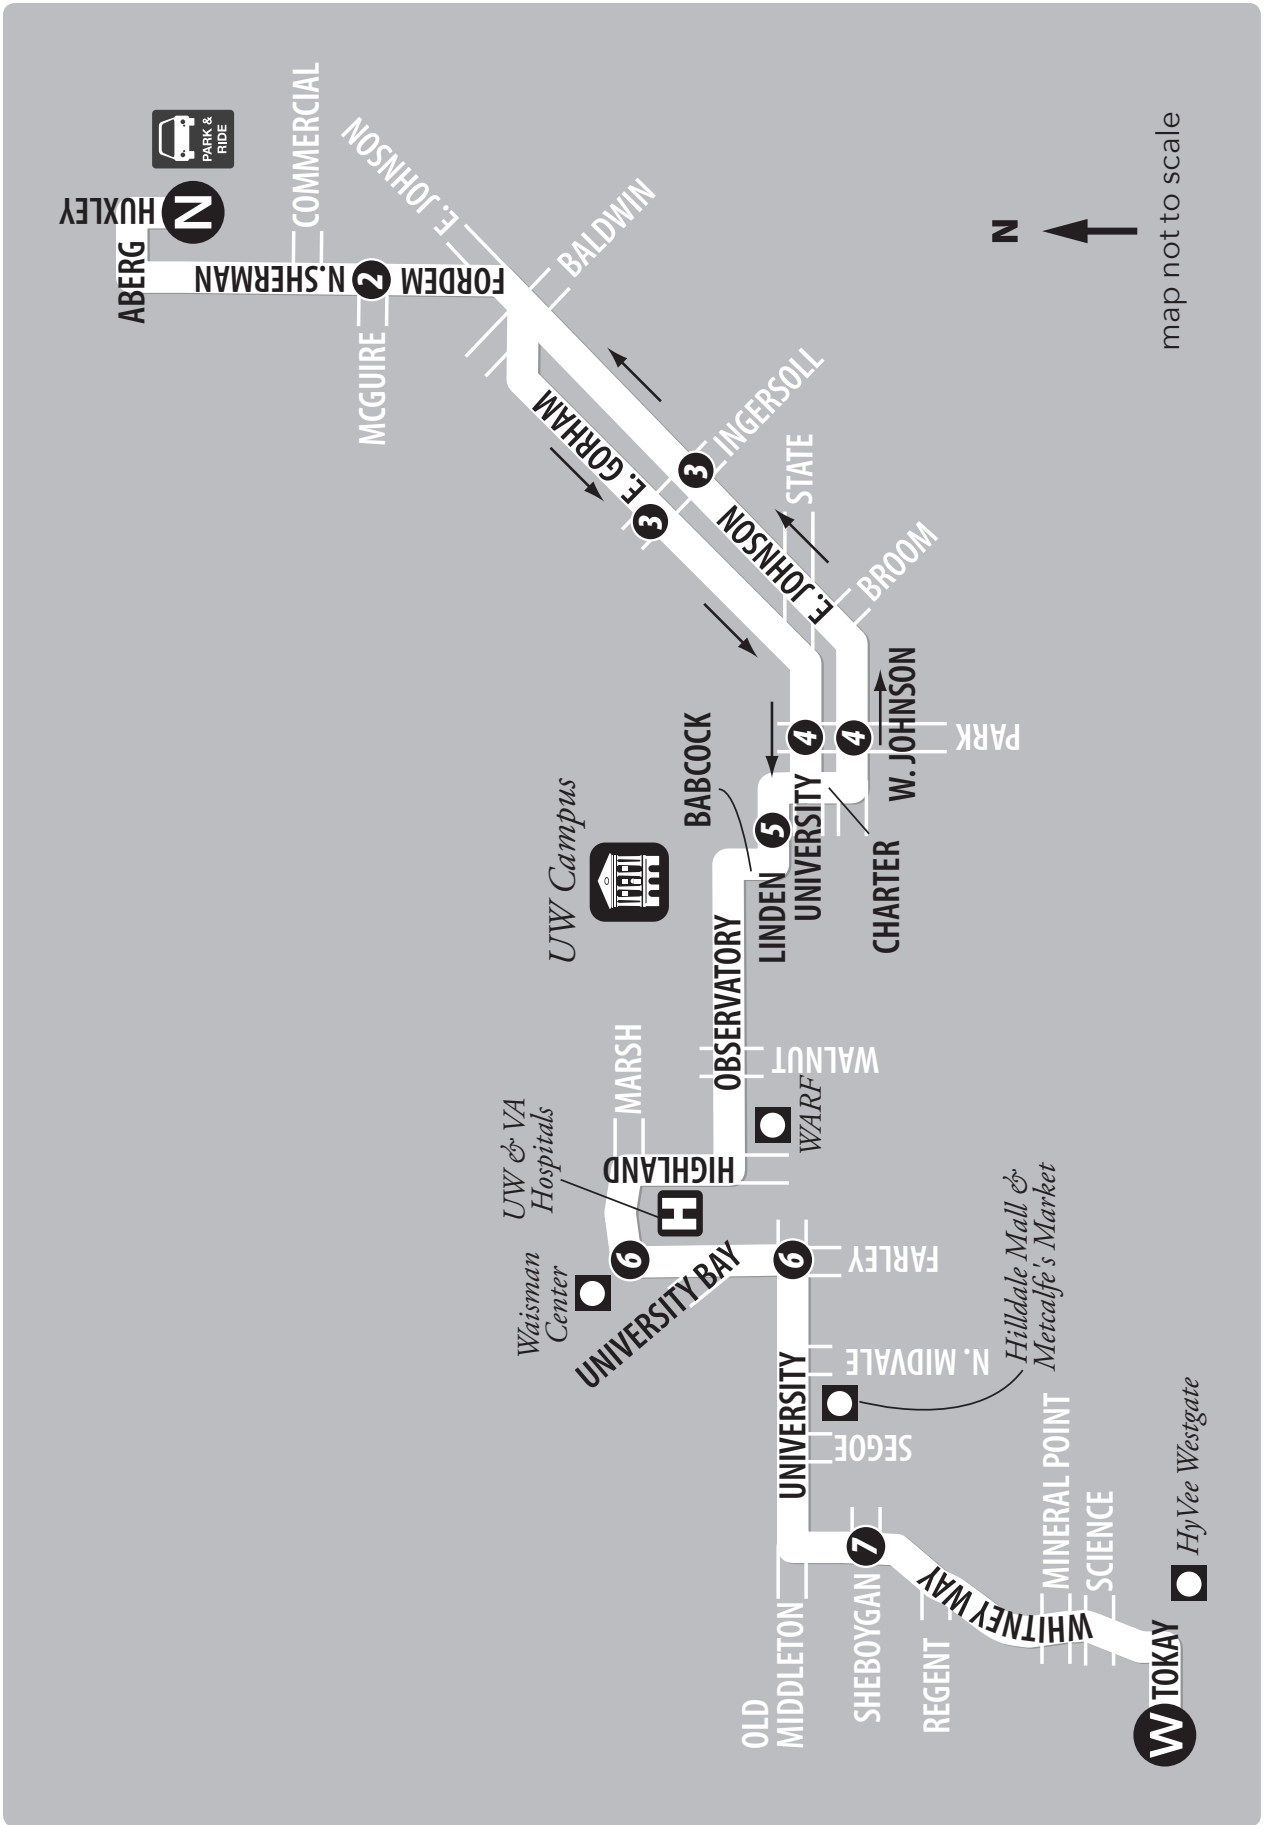 HUXLEY
N
PARK &
RIDE
ABERG
COMMERCIAL
N. SHERMAN
2
MCGUIRE
FORDEM
E. JOHNSON
BALDWIN
E. GORHAM
3
3
INGERSOLL
E. JOHNSON
STATE
BROOM
4
4
PARK
W. JOHNSON
UNIVERSITY
CHARTER
BABCOCK
5
LINDEN
UW Campus
OBSERVATORY
WALNUT
WARF
MARSH
HIGHLAND
UW & VA
Hospitals
H
Waisman
Center
6
UNIVERSITY BAY
6
FARLEY
N. MIDVALE
UNIVERSITY
SEGOE
Hilldale Mall &
Metcalfe's Market
OLD
MIDDLETON
7
SHEBOYGAN
REGENT
WHITNEY WAY
MINERAL POINT
SCIENCE
HyVee Westgate
TOKAY
W
N
map not to scale